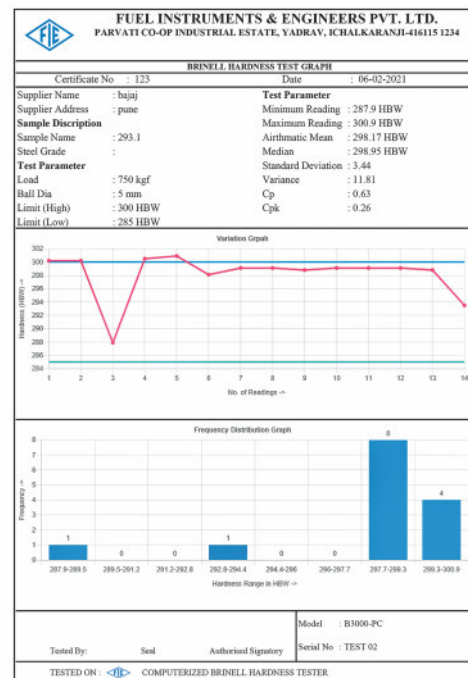 FIE
FUEL INSTRUMENTS & ENGINEERS PVT. LTD.
PARVATI CO-OP INDUSTRIAL ESTATE, YADRAV, ICHALKARANJI-416115 1234
BRINELL HARDNESS TEST GRAPH
Certificate No : 123 Date : 06-02-2021
Supplier Name : bajaj
Supplier Address : pune
Sample Discription
Sample Name : 293.1
Steel Grade :
Test Parameter
Load : 750 kgf
Ball Dia : 5 mm
Limit (High) : 300 HBW
Limit (Low) : 285 HBW
Test Parameter
Minimum Reading : 287.9 HBW
Maximum Reading : 300.9 HBW
Airthmatic Mean : 298.17 HBW
Median : 298.95 HBW
Standard Deviation : 3.44
Variance : 11.81
Cp : 0.63
Cpk : 0.26
Variation Grpah
Hardness (HBW) ->
302
300
298
296
294
292
290
288
286
284
1 2 3 4 5 6 7 8 9 10 11 12 13 14
No. of Readings ->
Frequency Distribution Graph
Frequency ->
8
7
6
5
4
3
2
1
0
1 0 0 1 0 0 8 4
287.9-289.5 289.5-291.2 291.2-292.8 292.8-294.4 294.4-296 296-297.7 297.7-299.3 299.3-300.9
Hardness Range in HBW ->
Model : B3000-PC
Serial No : TEST 02
Tested By: Seal Authorised Signatory
TESTED ON : FIE COMPUTERIZED BRINELL HARDNESS TESTER